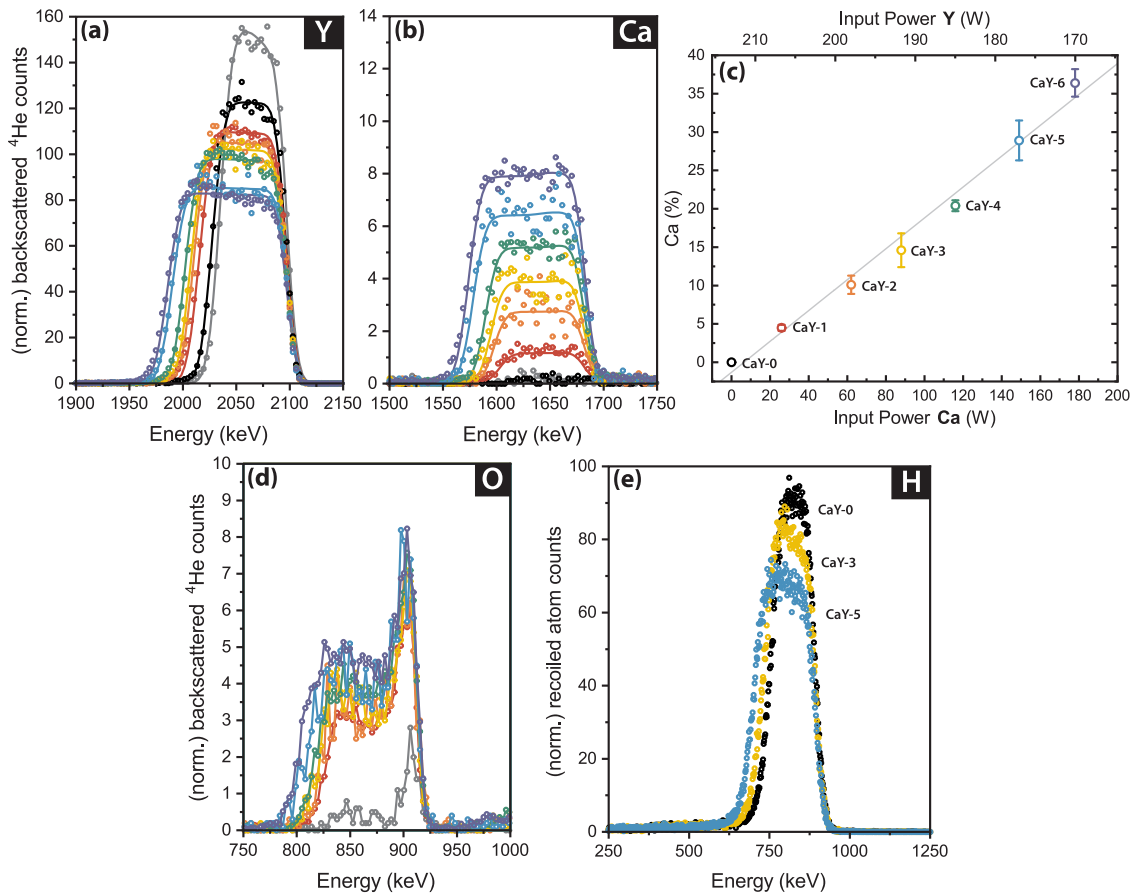 (a)
Y
(norm.) backscattered ⁴He counts
160
140
120
100
80
60
40
20
0
1900
1950
2000
2050
2100
2150
Energy (keV)
(b)
Ca
14
12
10
8
6
4
2
0
1500
1550
1600
1650
1700
1750
Energy (keV)
Input Power Y (W)
210
200
190
180
170
(c)
Ca (%)
40
35
30
25
20
15
10
5
0
CaY-6
CaY-5
CaY-4
CaY-3
CaY-2
CaY-1
CaY-0
0
20
40
60
80
100
120
140
160
180
200
Input Power Ca (W)
(d)
O
(norm.) backscattered ⁴He counts
10
9
8
7
6
5
4
3
2
1
0
750
800
850
900
950
1000
Energy (keV)
(e)
H
(norm.) recoiled atom counts
100
80
60
40
20
0
CaY-0
CaY-3
CaY-5
250
500
750
1000
1250
Energy (keV)